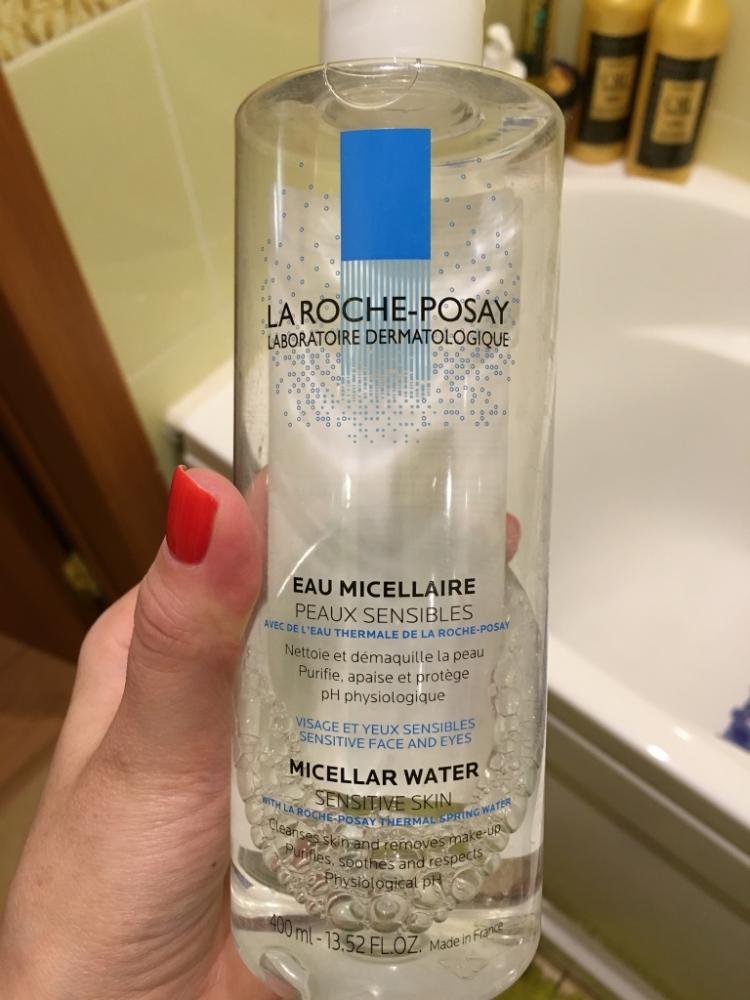 LA ROCHE-POSAY
LABORATOIRE DERMATOLOGIQUE
EAU MICELLAIRE
PEAUX SENSIBLES
AVEC DE L'EAU THERMALE DE LA ROCHE-POSAY
Nettoie et démaquille la peau
Purifie, apaise et protège
pH physiologique
VISAGE ET YEUX SENSIBLES
SENSITIVE FACE AND EYES
MICELLAR WATER
SENSITIVE SKIN
WITH LA ROCHE-POSAY THERMAL SPRING WATER
Cleanses skin and removes make-up
Purifies, soothes and respects
Physiological pH
400 ml - 13.52 FL.OZ. Made in France